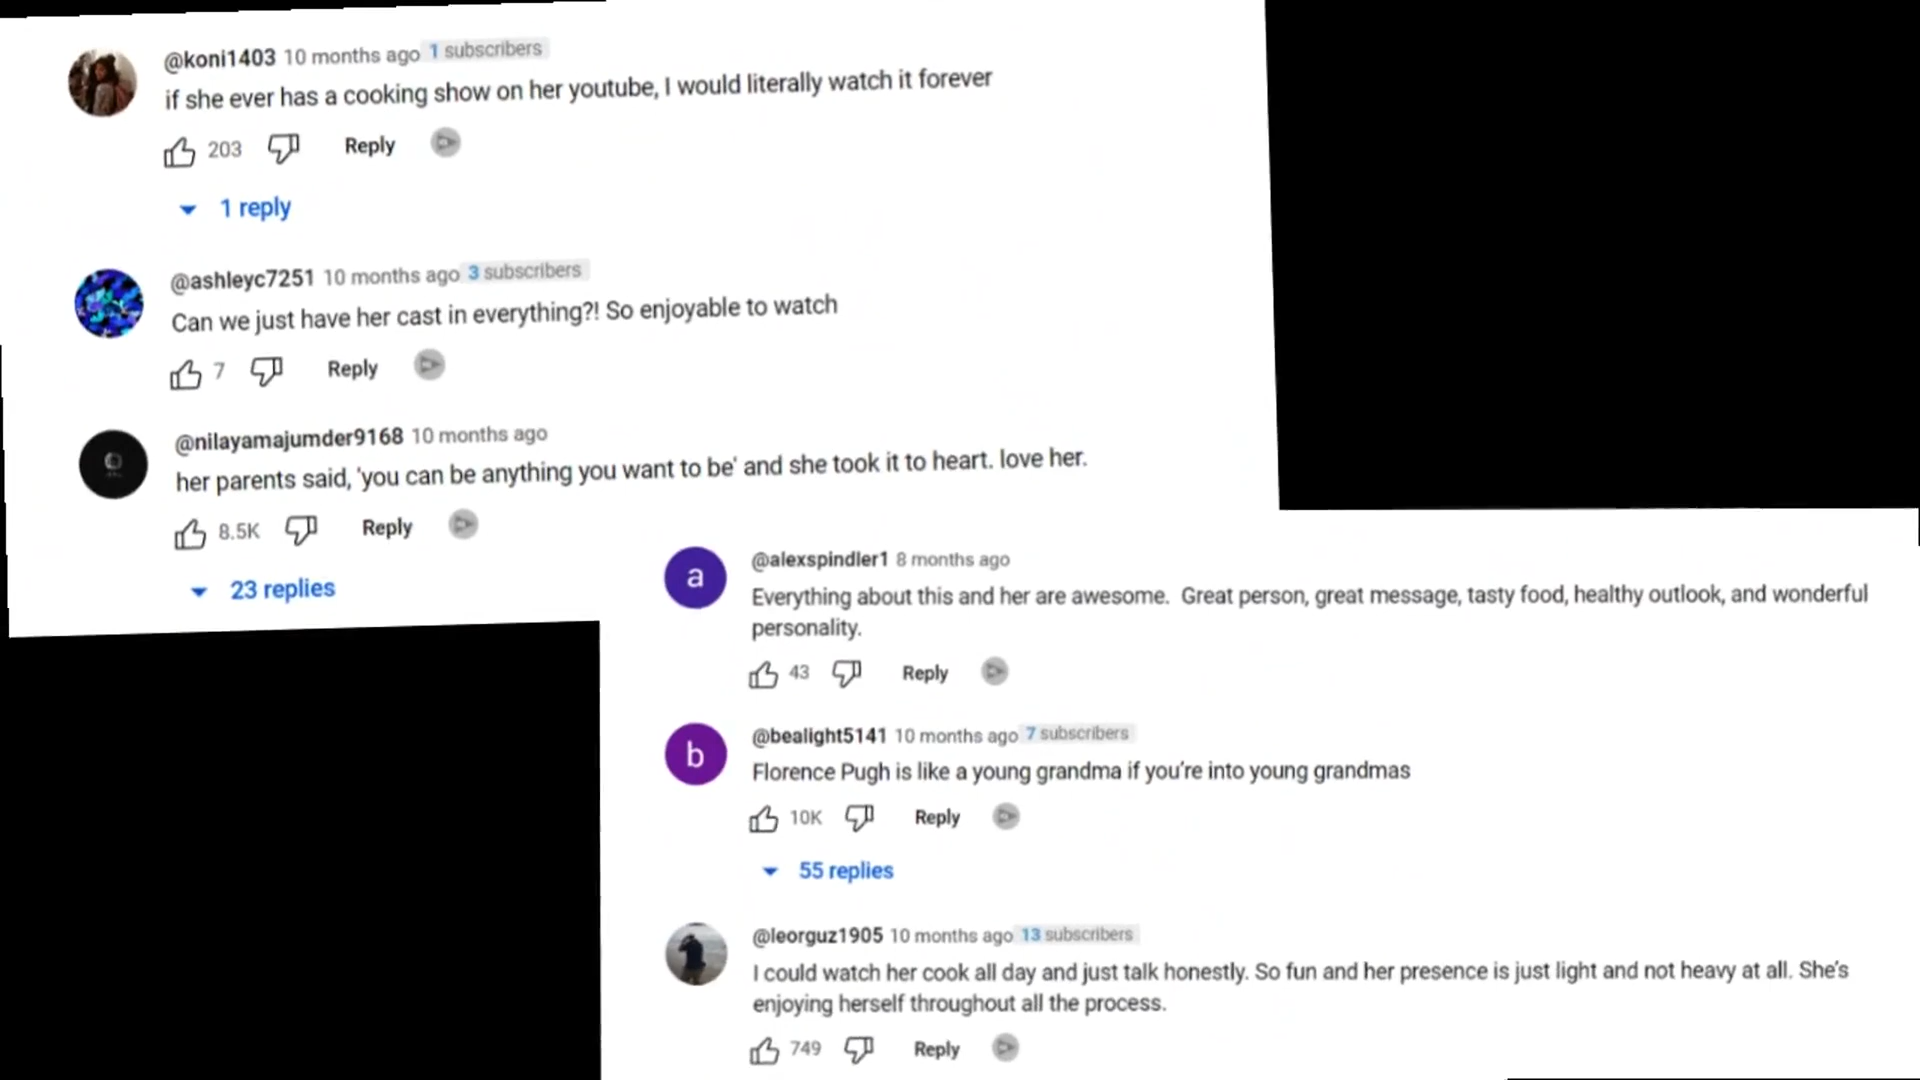 @koni1403 10 months ago 1 subscribers
if she ever has a cooking show on her youtube, I would literally watch it forever
203 Reply
1 reply
@ashleyc7251 10 months ago 3 subscribers
Can we just have her cast in everything?! So enjoyable to watch
7 Reply
@nilayamajumder9168 10 months ago
her parents said, 'you can be anything you want to be' and she took it to heart. love her.
8.5K Reply
23 replies
a
@alexspindler1 8 months ago
Everything about this and her are awesome. Great person, great message, tasty food, healthy outlook, and wonderful
personality.
43 Reply
b
@bealight5141 10 months ago 7 subscribers
Florence Pugh is like a young grandma if you're into young grandmas
10K Reply
55 replies
@leorguz1905 10 months ago 13 subscribers
I could watch her cook all day and just talk honestly. So fun and her presence is just light and not heavy at all. She's
enjoying herself throughout all the process.
749 Reply